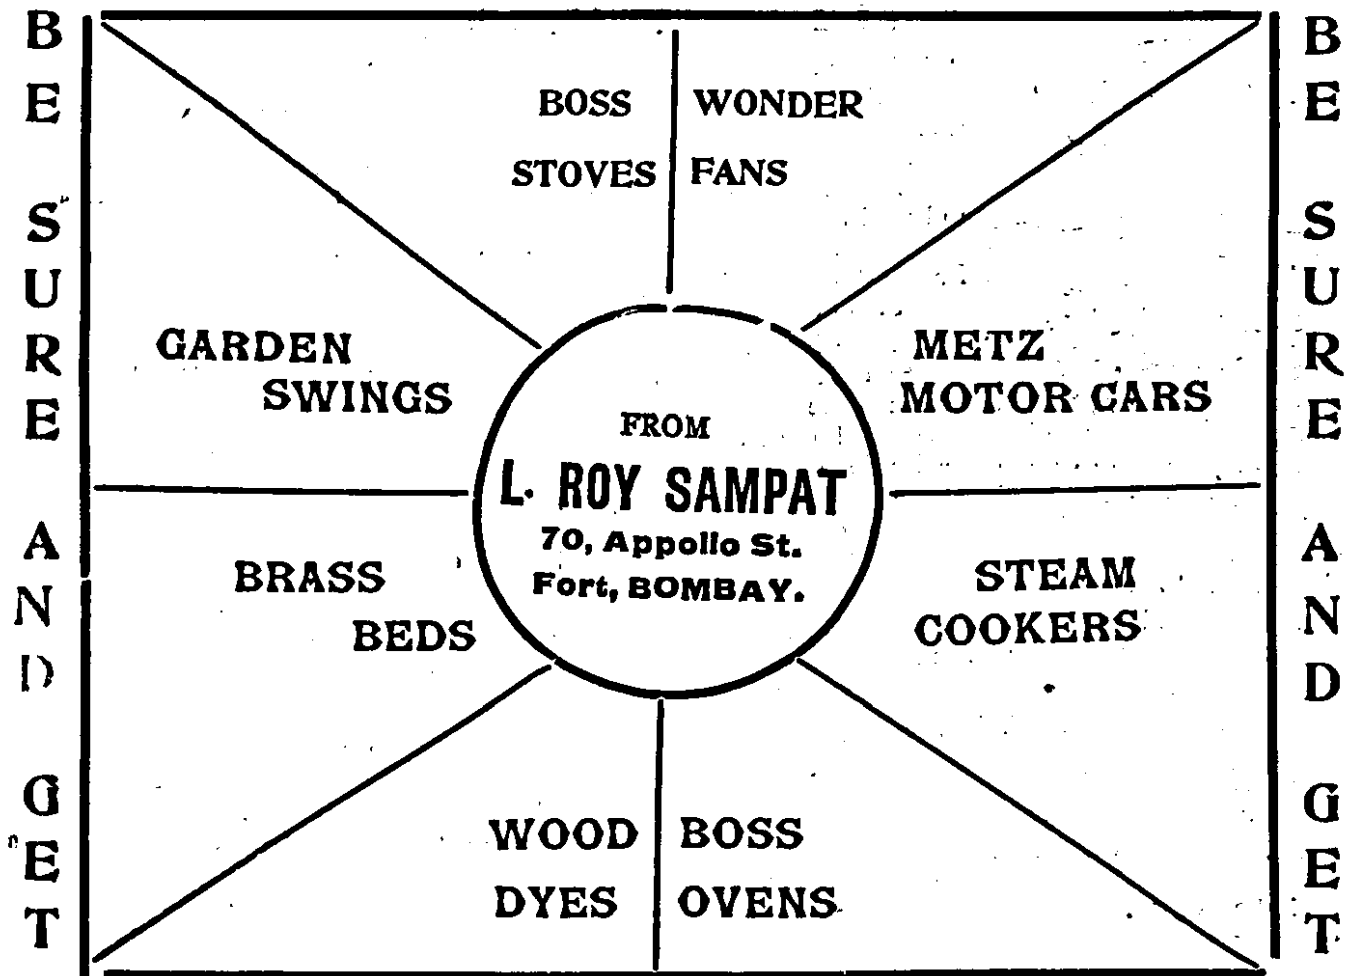 BE SURE AND GET
BOSS
STOVES
WONDER
FANS
GARDEN
SWINGS
METZ
MOTOR CARS
FROM
L. ROY SAMPAT
70, Appollo St.
Fort, BOMBAY.
BRASS
BEDS
STEAM
COOKERS
WOOD
DYES
BOSS
OVENS
BE SURE AND GET